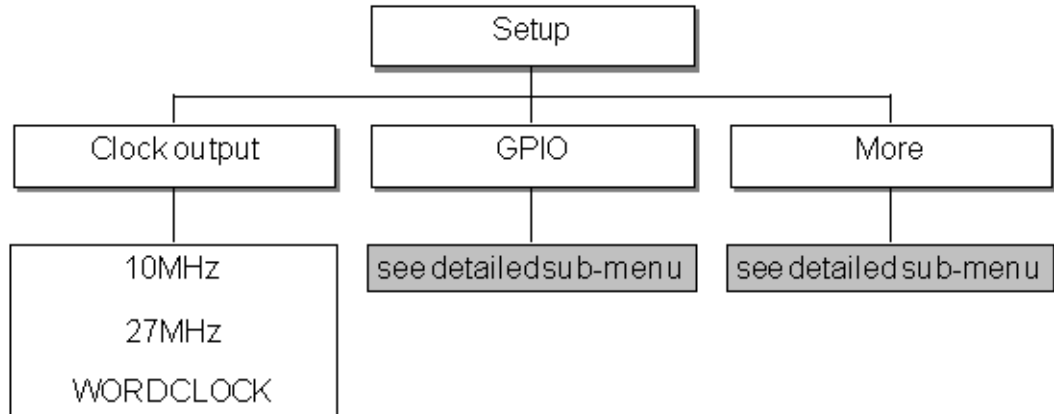 Setup
Clock output
GPIO
More
10MHz
27MHz
WORDCLOCK
see detailed sub-menu
see detailed sub-menu